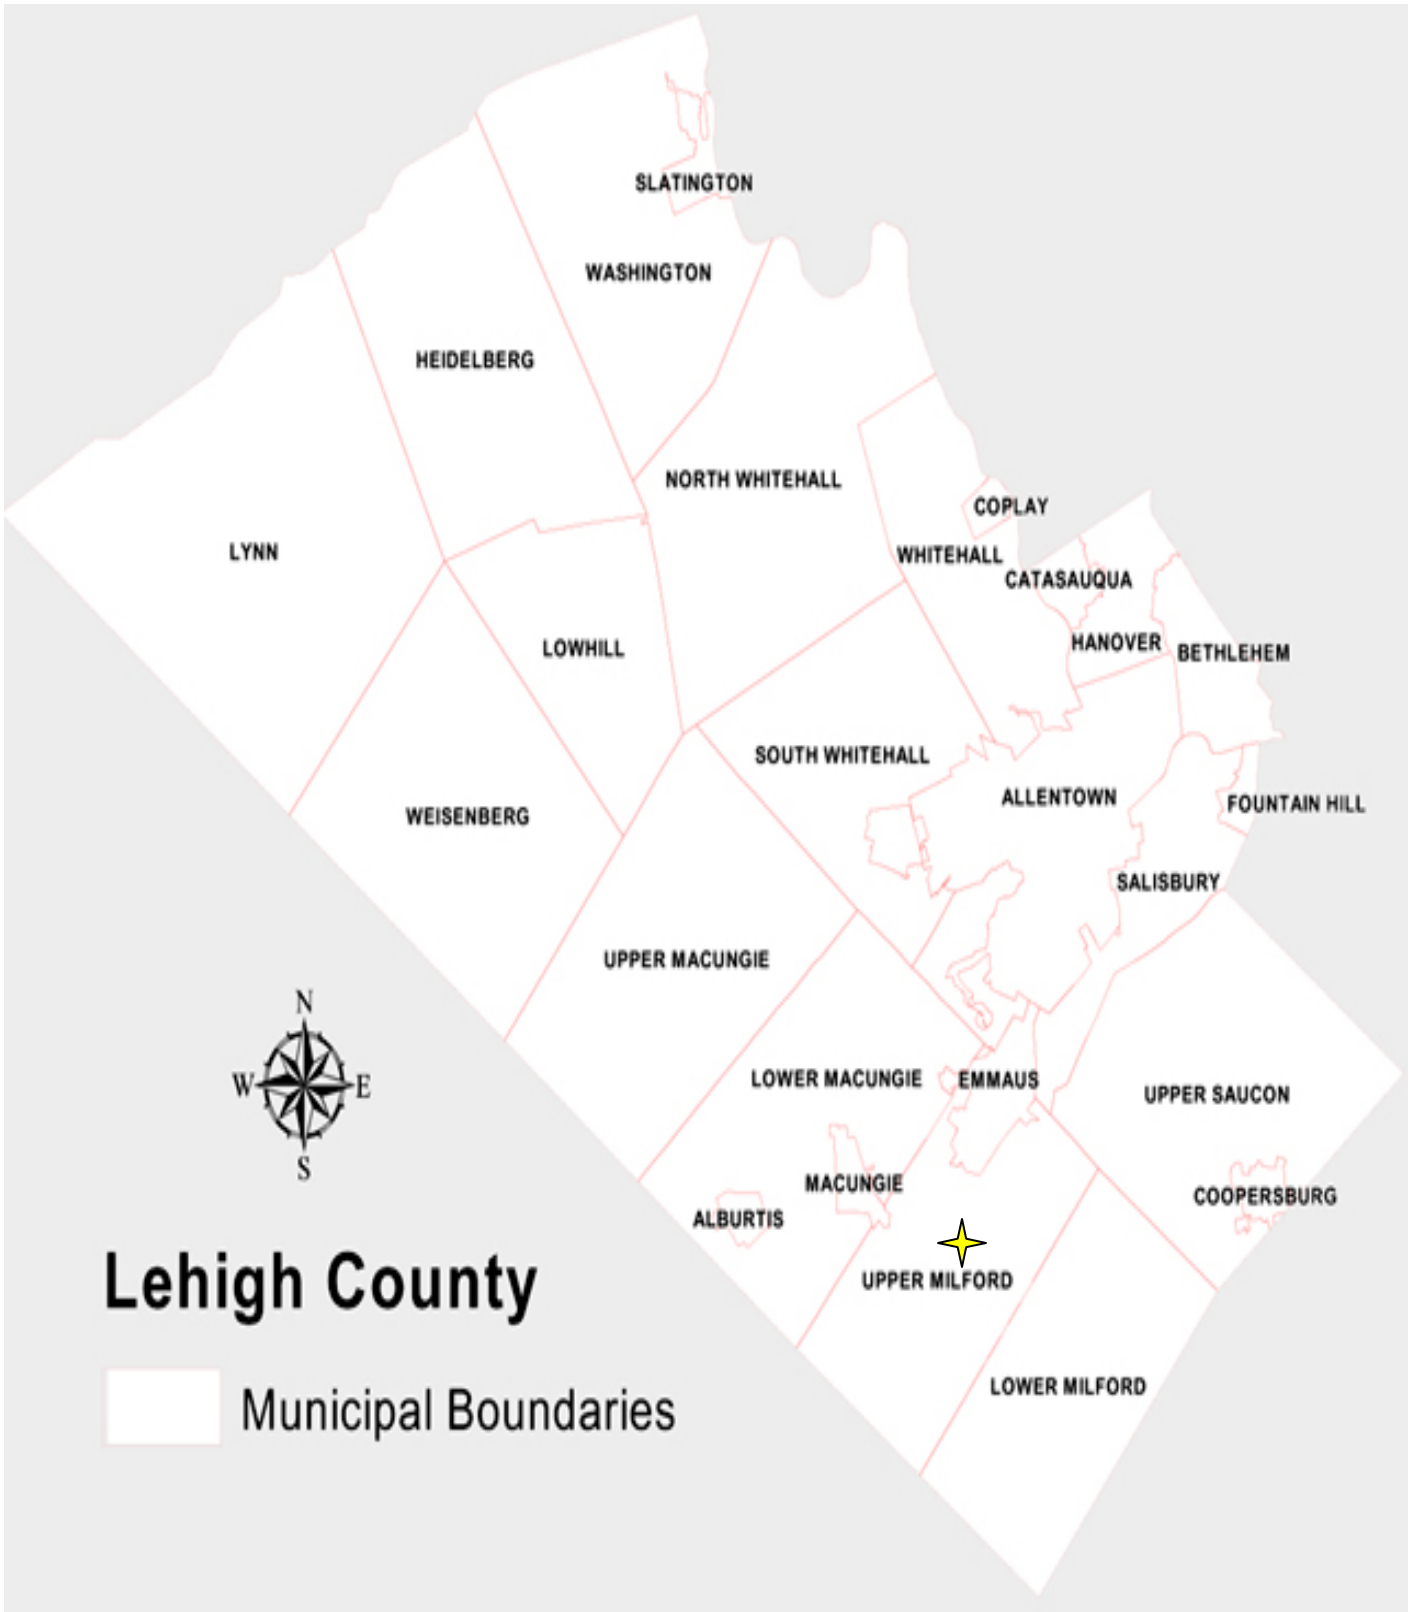 SLATINGTON
WASHINGTON
HEIDELBERG
NORTH WHITEHALL
COPLAY
LYNN
WHITEHALL
CATASAUQUA
HANOVER
LOWHILL
BETHLEHEM
SOUTH WHITEHALL
ALLENTOWN
FOUNTAIN HILL
WEISENBERG
SALISBURY
UPPER MACUNGIE
N
W
E
S
LOWER MACUNGIE
EMMAUS
UPPER SAUCON
MACUNGIE
COOPERSBURG
ALBURTIS
UPPER MILFORD
LOWER MILFORD
Lehigh County
Municipal Boundaries